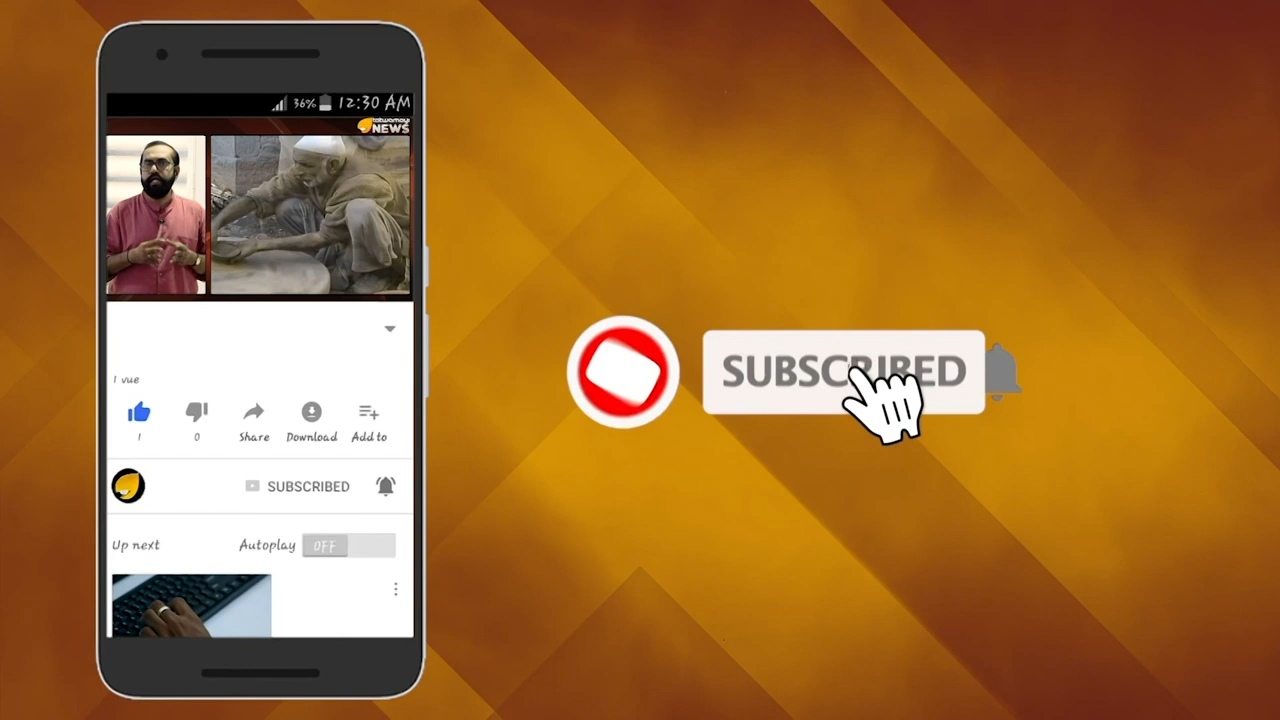 36% 12:30 AM
tatwamayi
NEWS
1 vue
1 0 Share Download Add to
SUBSCRIBED
Up next Autoplay OFF
SUBSCRIBED